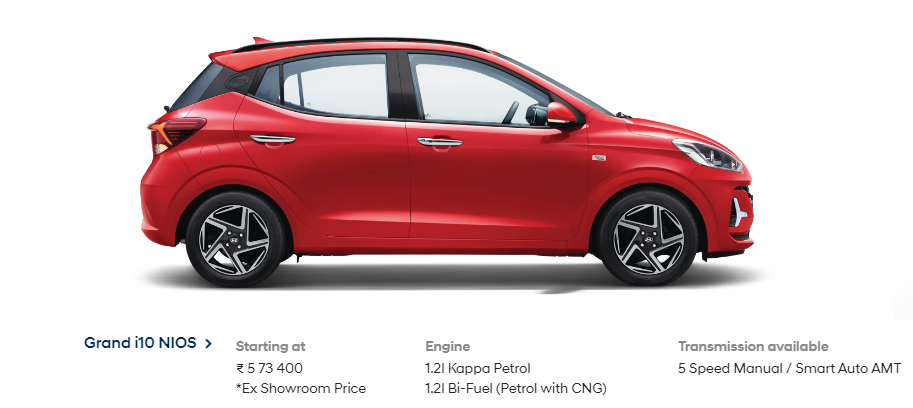 Grand i10 NIOS
Starting at
₹ 5 73 400
*Ex Showroom Price
Engine
1.2l Kappa Petrol
1.2l Bi-Fuel (Petrol with CNG)
Transmission available
5 Speed Manual / Smart Auto AMT